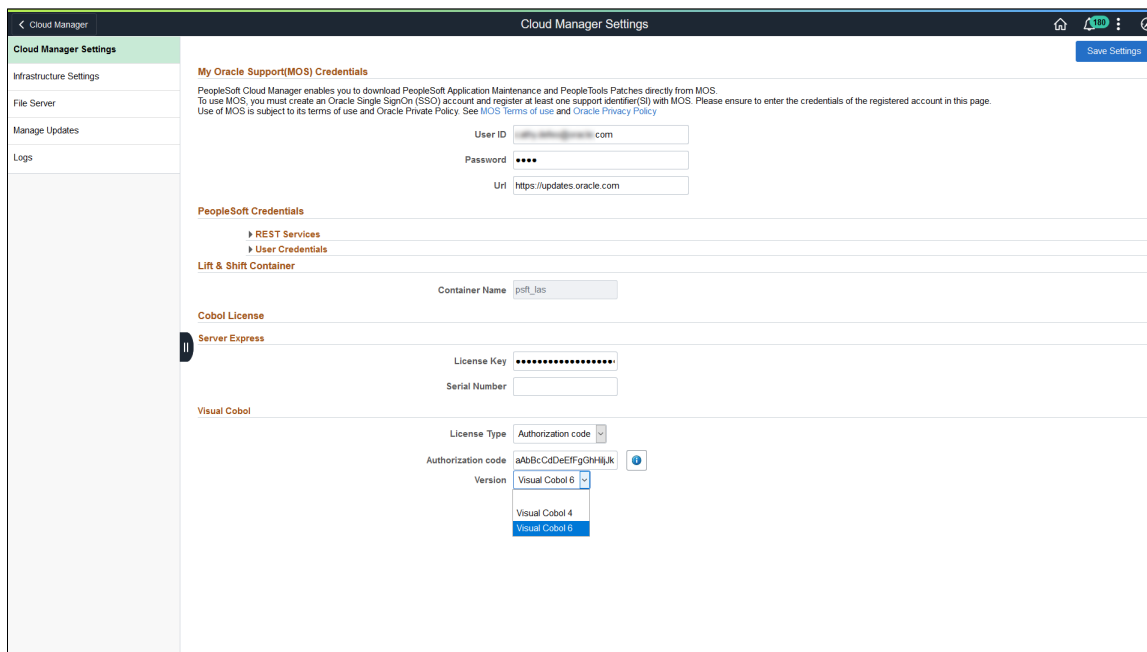 Cloud Manager
Cloud Manager Settings
180
Cloud Manager Settings
Infrastructure Settings
File Server
Manage Updates
Logs
Save Settings
My Oracle Support(MOS) Credentials
PeopleSoft Cloud Manager enables you to download PeopleSoft Application Maintenance and PeopleTools Patches directly from MOS.
To use MOS, you must create an Oracle Single SignOn (SSO) account and register at least one support identifier(SI) with MOS. Please ensure to enter the credentials of the registered account in this page.
Use of MOS is subject to its terms of use and Oracle Private Policy. See MOS Terms of use and Oracle Privacy Policy
User ID com
Password ●●●●
Url https://updates.oracle.com
PeopleSoft Credentials
REST Services
User Credentials
Lift & Shift Container
Container Name psft_las
Cobol License
Server Express
License Key
Serial Number
Visual Cobol
License Type Authorization code
Authorization code aAbBcCdDeEfFgGhHiIjJk
Version Visual Cobol 6
Visual Cobol 4
Visual Cobol 6